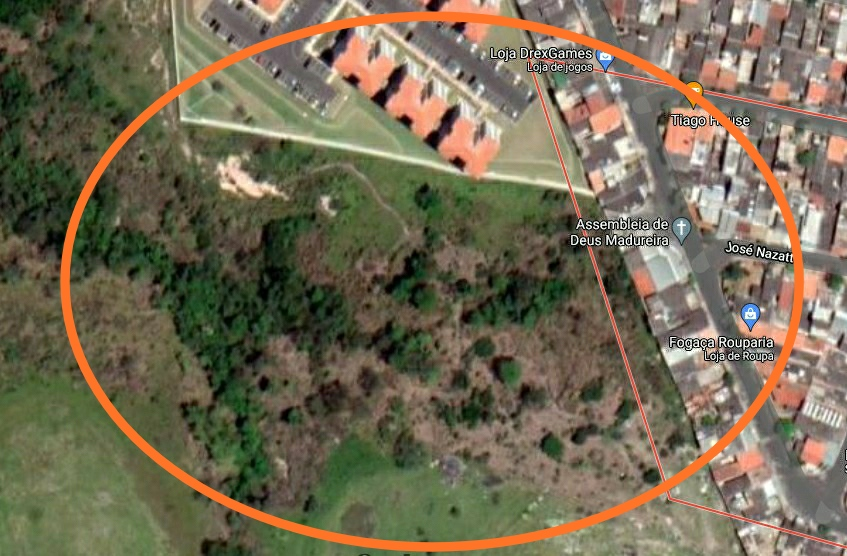 Loja DrexGames
Loja de jogos
Tiago House
Assembleia de
Deus Madureira
José Nazatt
Fogaça Rouparia
Loja de Roupa